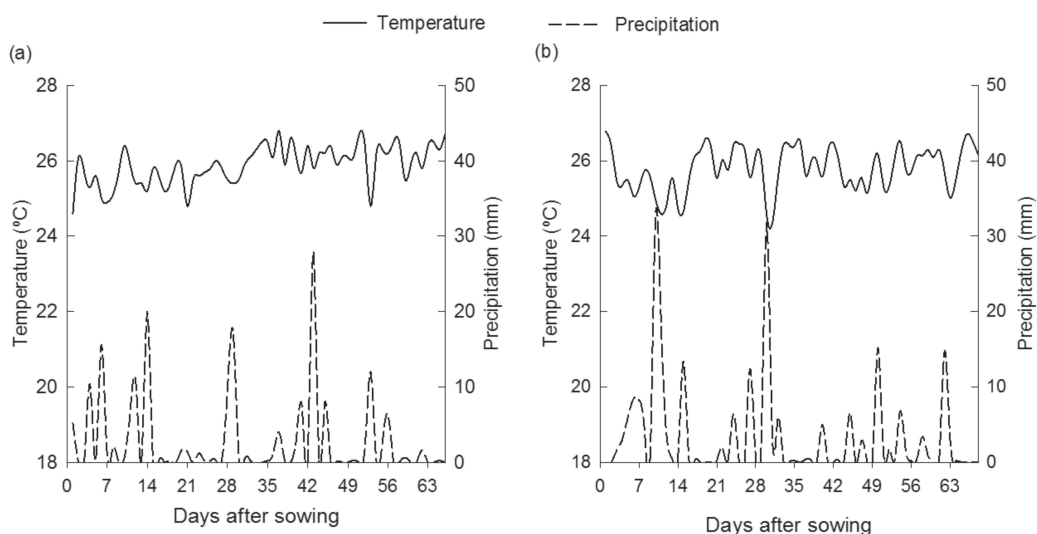 Temperature Precipitation
(a)
28
26
24
22
20
18
Temperature (ºC)
50
40
30
20
10
0
Precipitation (mm)
0 7 14 21 28 35 42 49 56 63
Days after sowing
(b)
28
26
24
22
20
18
Temperature (ºC)
50
40
30
20
10
0
Precipitation (mm)
0 7 14 21 28 35 42 49 56 63
Days after sowing